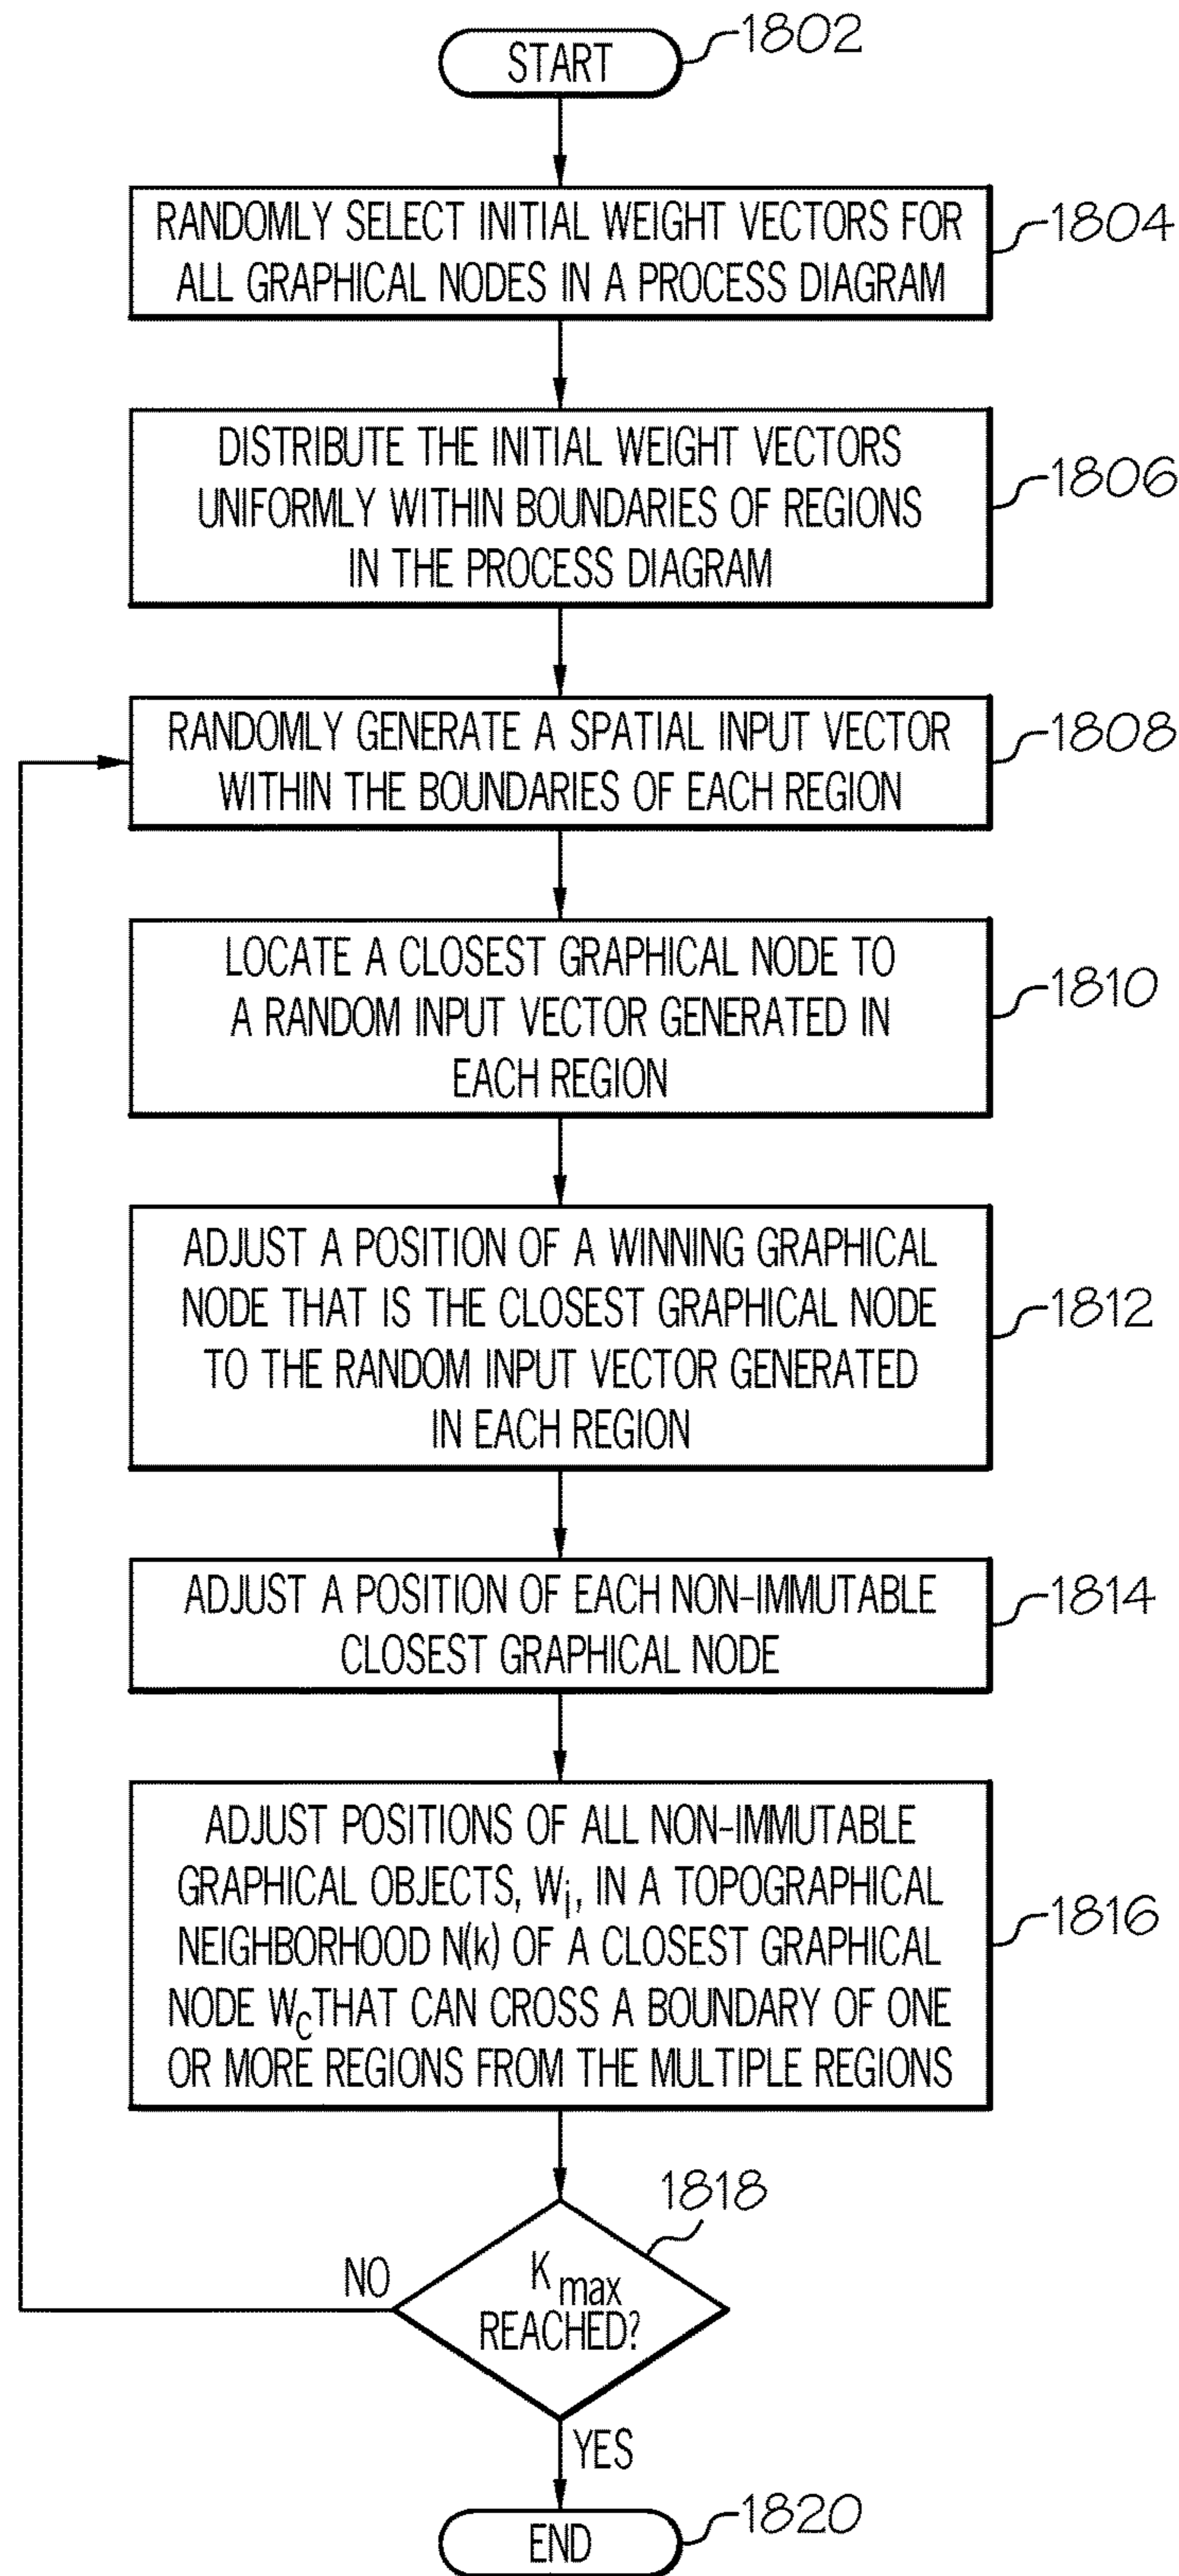 START
1802
RANDOMLY SELECT INITIAL WEIGHT VECTORS FOR
ALL GRAPHICAL NODES IN A PROCESS DIAGRAM
1804
DISTRIBUTE THE INITIAL WEIGHT VECTORS
UNIFORMLY WITHIN BOUNDARIES OF REGIONS
IN THE PROCESS DIAGRAM
1806
RANDOMLY GENERATE A SPATIAL INPUT VECTOR
WITHIN THE BOUNDARIES OF EACH REGION
1808
LOCATE A CLOSEST GRAPHICAL NODE TO
A RANDOM INPUT VECTOR GENERATED IN
EACH REGION
1810
ADJUST A POSITION OF A WINNING GRAPHICAL
NODE THAT IS THE CLOSEST GRAPHICAL NODE
TO THE RANDOM INPUT VECTOR GENERATED
IN EACH REGION
1812
ADJUST A POSITION OF EACH NON-IMMUTABLE
CLOSEST GRAPHICAL NODE
1814
ADJUST POSITIONS OF ALL NON-IMMUTABLE
GRAPHICAL OBJECTS, Wi, IN A TOPOGRAPHICAL
NEIGHBORHOOD N(k) OF A CLOSEST GRAPHICAL
NODE WC THAT CAN CROSS A BOUNDARY OF ONE
OR MORE REGIONS FROM THE MULTIPLE REGIONS
1816
1818
NO
K max
REACHED?
YES
END
1820